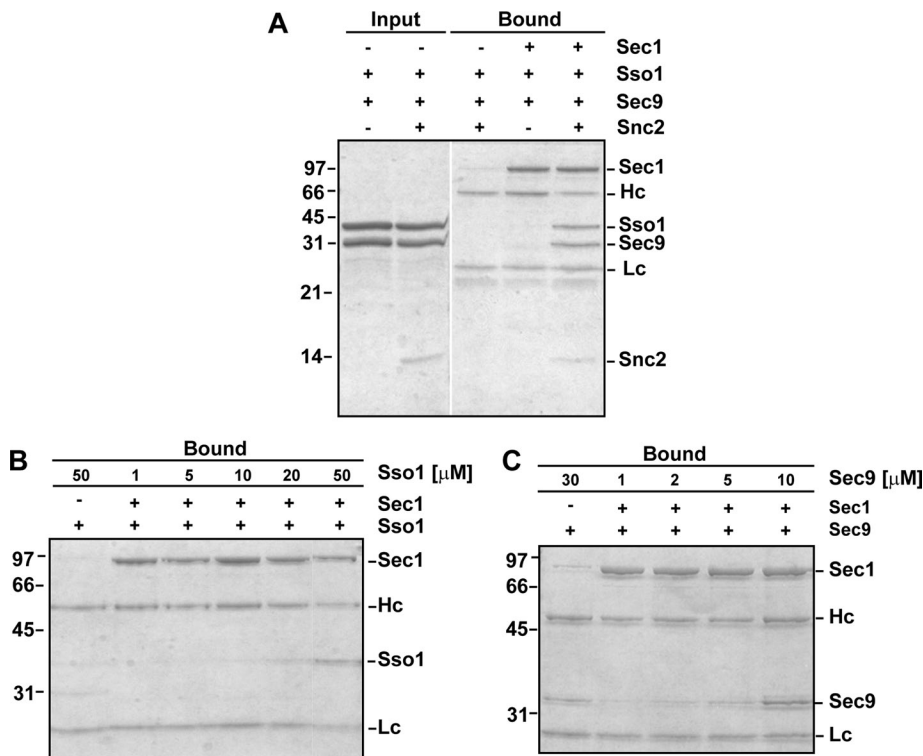 A
Input Bound
- - - + + Sec1
+ + + + + Sso1
+ + + + + Sec9
- + + - + Snc2
97 Sec1
66 Hc
45 Sso1
31 Sec9
Lc
21
14 Snc2
B Bound
50 1 5 10 20 50 Sso1 [μM]
- + + + + + Sec1
+ + + + + + Sso1
97 Sec1
66
Hc
45
Sso1
31
Lc
C Bound
30 1 2 5 10 Sec9 [μM]
- + + + + Sec1
+ + + + + Sec9
97
Sec1
66
Hc
45
Sec9
31
Lc